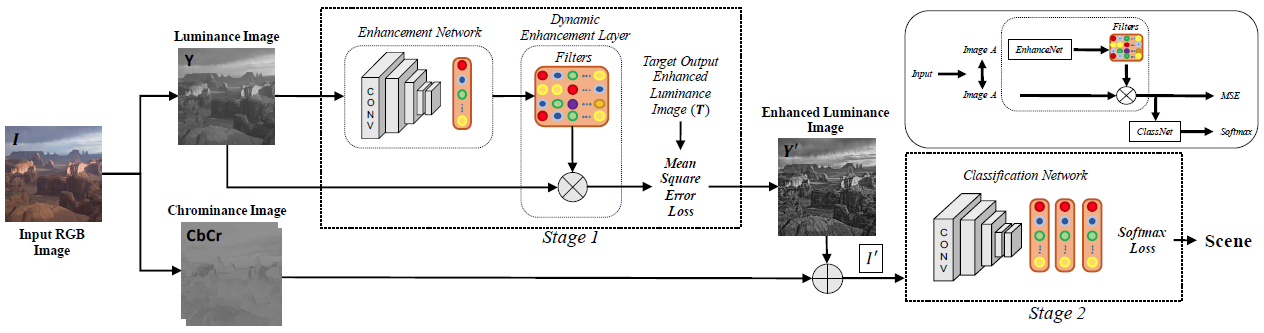 Luminance Image
Y
Input RGB
Image
I
Chrominance Image
CbCr
Enhancement Network
CONV
Dynamic
Enhancement Layer
Filters
Target Output
Enhanced
Luminance
Image (T)
Mean
Square
Error
Loss
Stage 1
Enhanced Luminance
Image
Y'
I'
Input
Image A
Image A
EnhanceNet
Filters
MSE
ClassNet
Softmax
Classification Network
CONV
Softmax
Loss
Scene
Stage 2